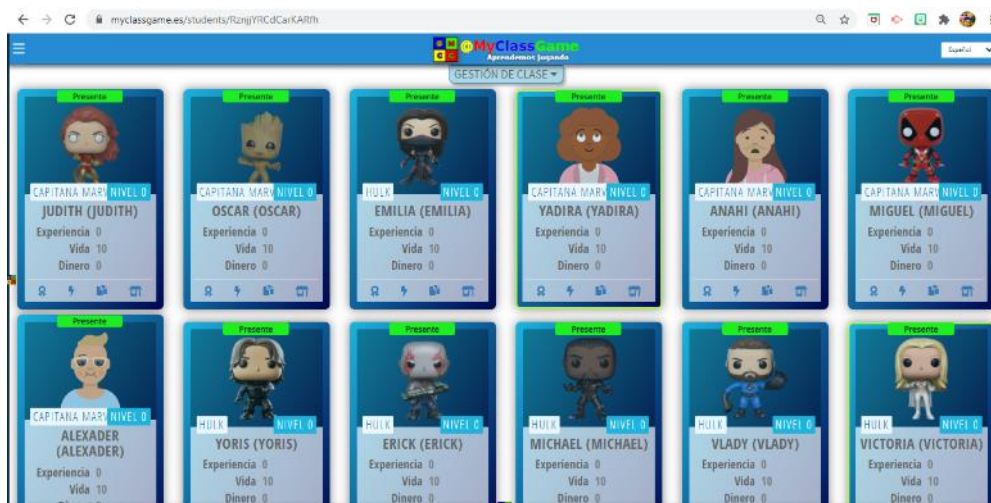 myclassgame.es/students/RznjjYRCdCarKARfh
MyClassGame
Aprendemos Jugando
Español
GESTIÓN DE CLASE
Presente Presente Presente Presente Presente Presente
CAPITANA MARV NIVEL 0 CAPITANA MARV NIVEL 0 HULK NIVEL 0 CAPITANA MARV NIVEL 0 CAPITANA MARV NIVEL 0 CAPITANA MARV NIVEL 0
JUDITH (JUDITH) OSCAR (OSCAR) EMILIA (EMILIA) YADIRA (YADIRA) ANAHI (ANAHI) MIGUEL (MIGUEL)
Experiencia 0 Experiencia 0 Experiencia 0 Experiencia 0 Experiencia 0 Experiencia 0
Vida 10 Vida 10 Vida 10 Vida 10 Vida 10 Vida 10
Dinero 0 Dinero 0 Dinero 0 Dinero 0 Dinero 0 Dinero 0
Presente Presente Presente Presente Presente Presente
CAPITANA MARV NIVEL 0 HULK NIVEL 0 HULK NIVEL 0 HULK NIVEL 0 HULK NIVEL 0 HULK NIVEL 0
ALEXADER
(ALEXADER) YORIS (YORIS) ERICK (ERICK) MICHAEL (MICHAEL) VLADY (VLADY) VICTORIA (VICTORIA)
Experiencia 0 Experiencia 0 Experiencia 0 Experiencia 0 Experiencia 0 Experiencia 0
Vida 10 Vida 10 Vida 10 Vida 10 Vida 10 Vida 10
Dinero 0 Dinero 0 Dinero 0 Dinero 0 Dinero 0